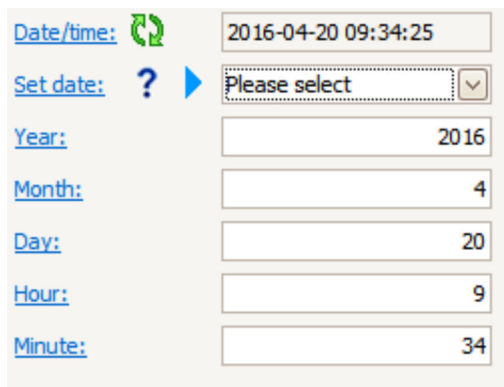 Date/time: 2016-04-20 09:34:25
Set date: ? Please select
Year: 2016
Month: 4
Day: 20
Hour: 9
Minute: 34